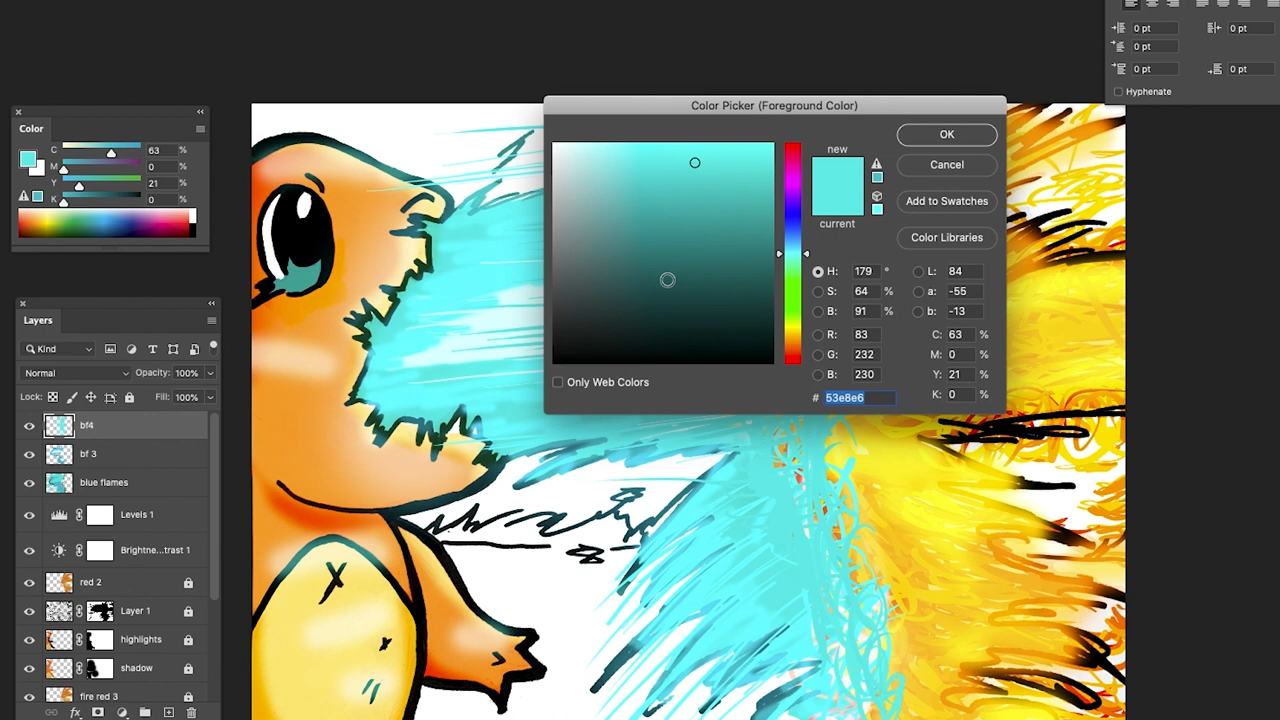 0 pt
0 pt
0 pt
0 pt
0 pt
Hyphenate
Color
C 63 %
M 0 %
Y 21 %
K 0 %
Color Picker (Foreground Color)
new
current
OK
Cancel
Add to Swatches
Color Libraries
H: 179 °
S: 64 %
B: 91 %
R: 83
G: 232
B: 230
# 53e8e6
L: 84
a: -55
b: -13
C: 63 %
M: 0 %
Y: 21 %
K: 0 %
Only Web Colors
Layers
Kind
Normal
Opacity: 100%
Lock:
Fill: 100%
bf4
bf 3
blue flames
Levels 1
Brightne...trast 1
red 2
Layer 1
highlights
shadow
fire red 3
fx